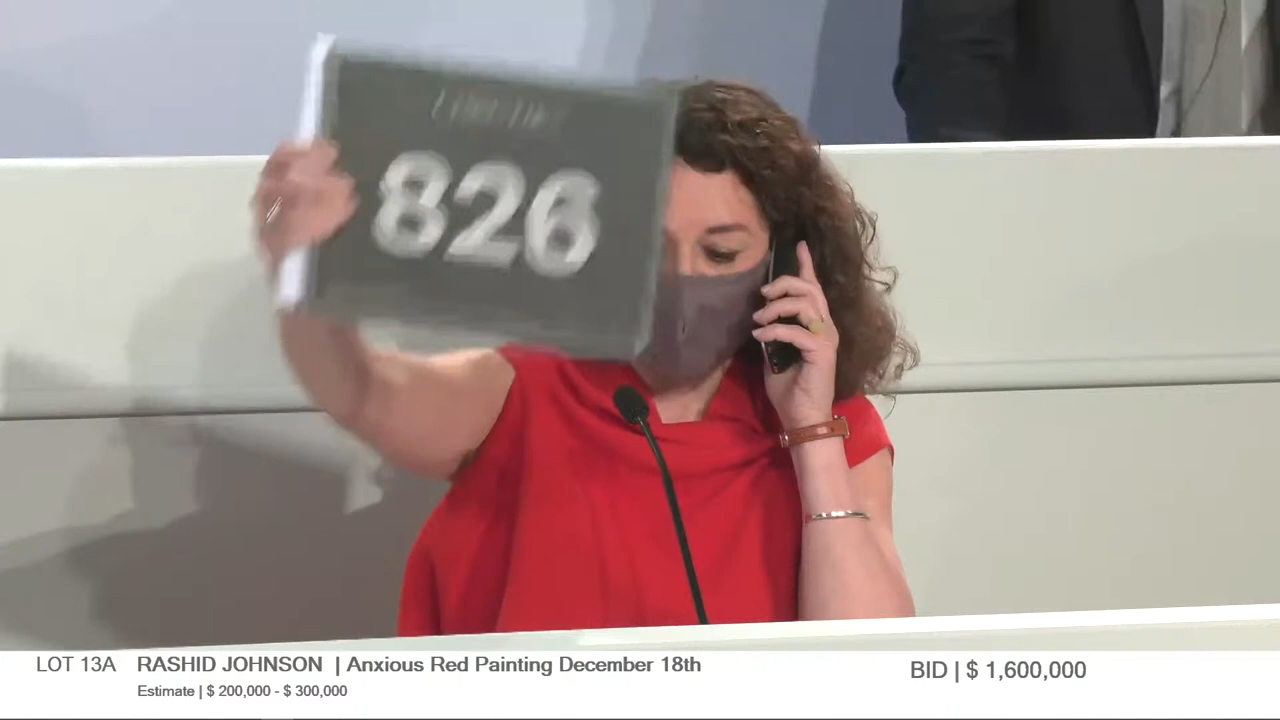 826
LOT 13A RASHID JOHNSON | Anxious Red Painting December 18th BID | $ 1,600,000
Estimate | $ 200,000 - $ 300,000